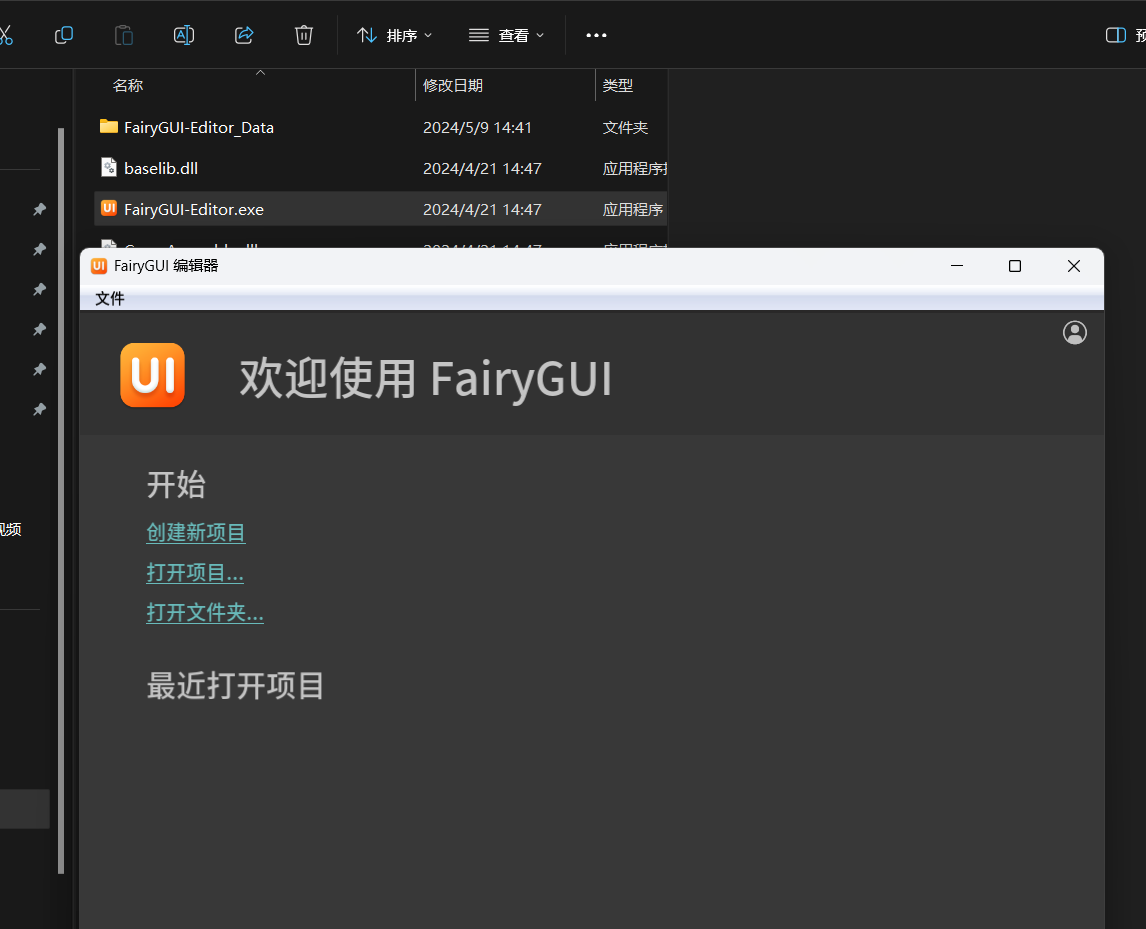 排序
查看
预
名称
修改日期
类型
FairyGUI-Editor_Data
2024/5/9 14:41
文件夹
baselib.dll
2024/4/21 14:47
应用程序扩
UI
FairyGUI-Editor.exe
2024/4/21 14:47
应用程序
UI
FairyGUI 编辑器
文件
UI
欢迎使用 FairyGUI
开始
创建新项目
打开项目...
打开文件夹...
最近打开项目
视频